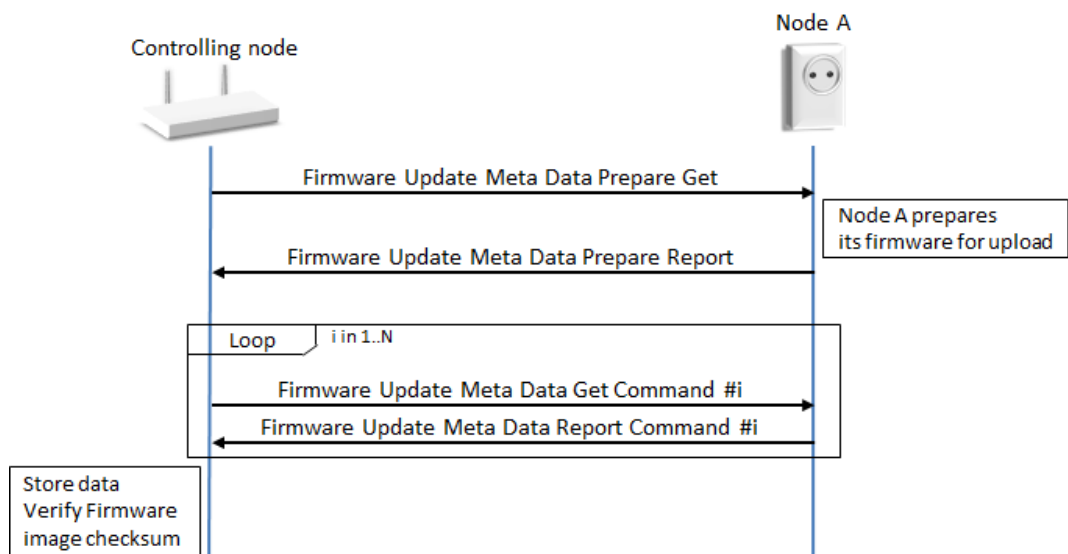 Node A
Controlling node
Firmware Update Meta Data Prepare Get
Node A prepares
its firmware for upload
Firmware Update Meta Data Prepare Report
Loop
i in 1..N
Firmware Update Meta Data Get Command #i
Firmware Update Meta Data Report Command #i
Store data
Verify Firmware
image checksum